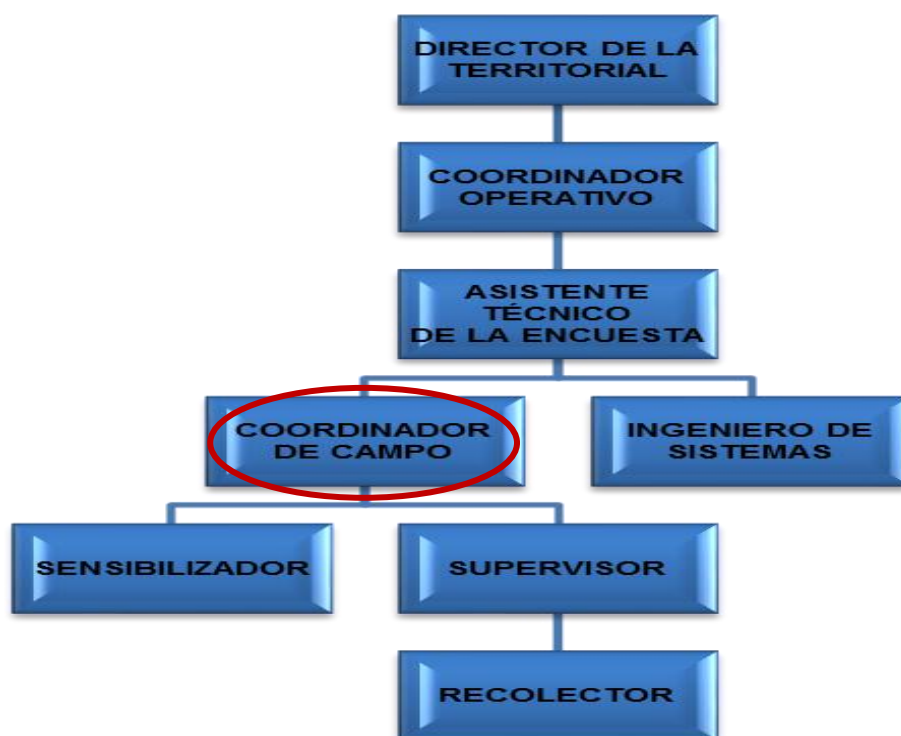 DIRECTOR DE LA
TERRITORIAL
COORDINADOR
OPERATIVO
ASISTENTE
TÉCNICO
DE LA ENCUESTA
COORDINADOR
DE CAMPO
INGENIERO DE
SISTEMAS
SENSIBILIZADOR
SUPERVISOR
RECOLECTOR